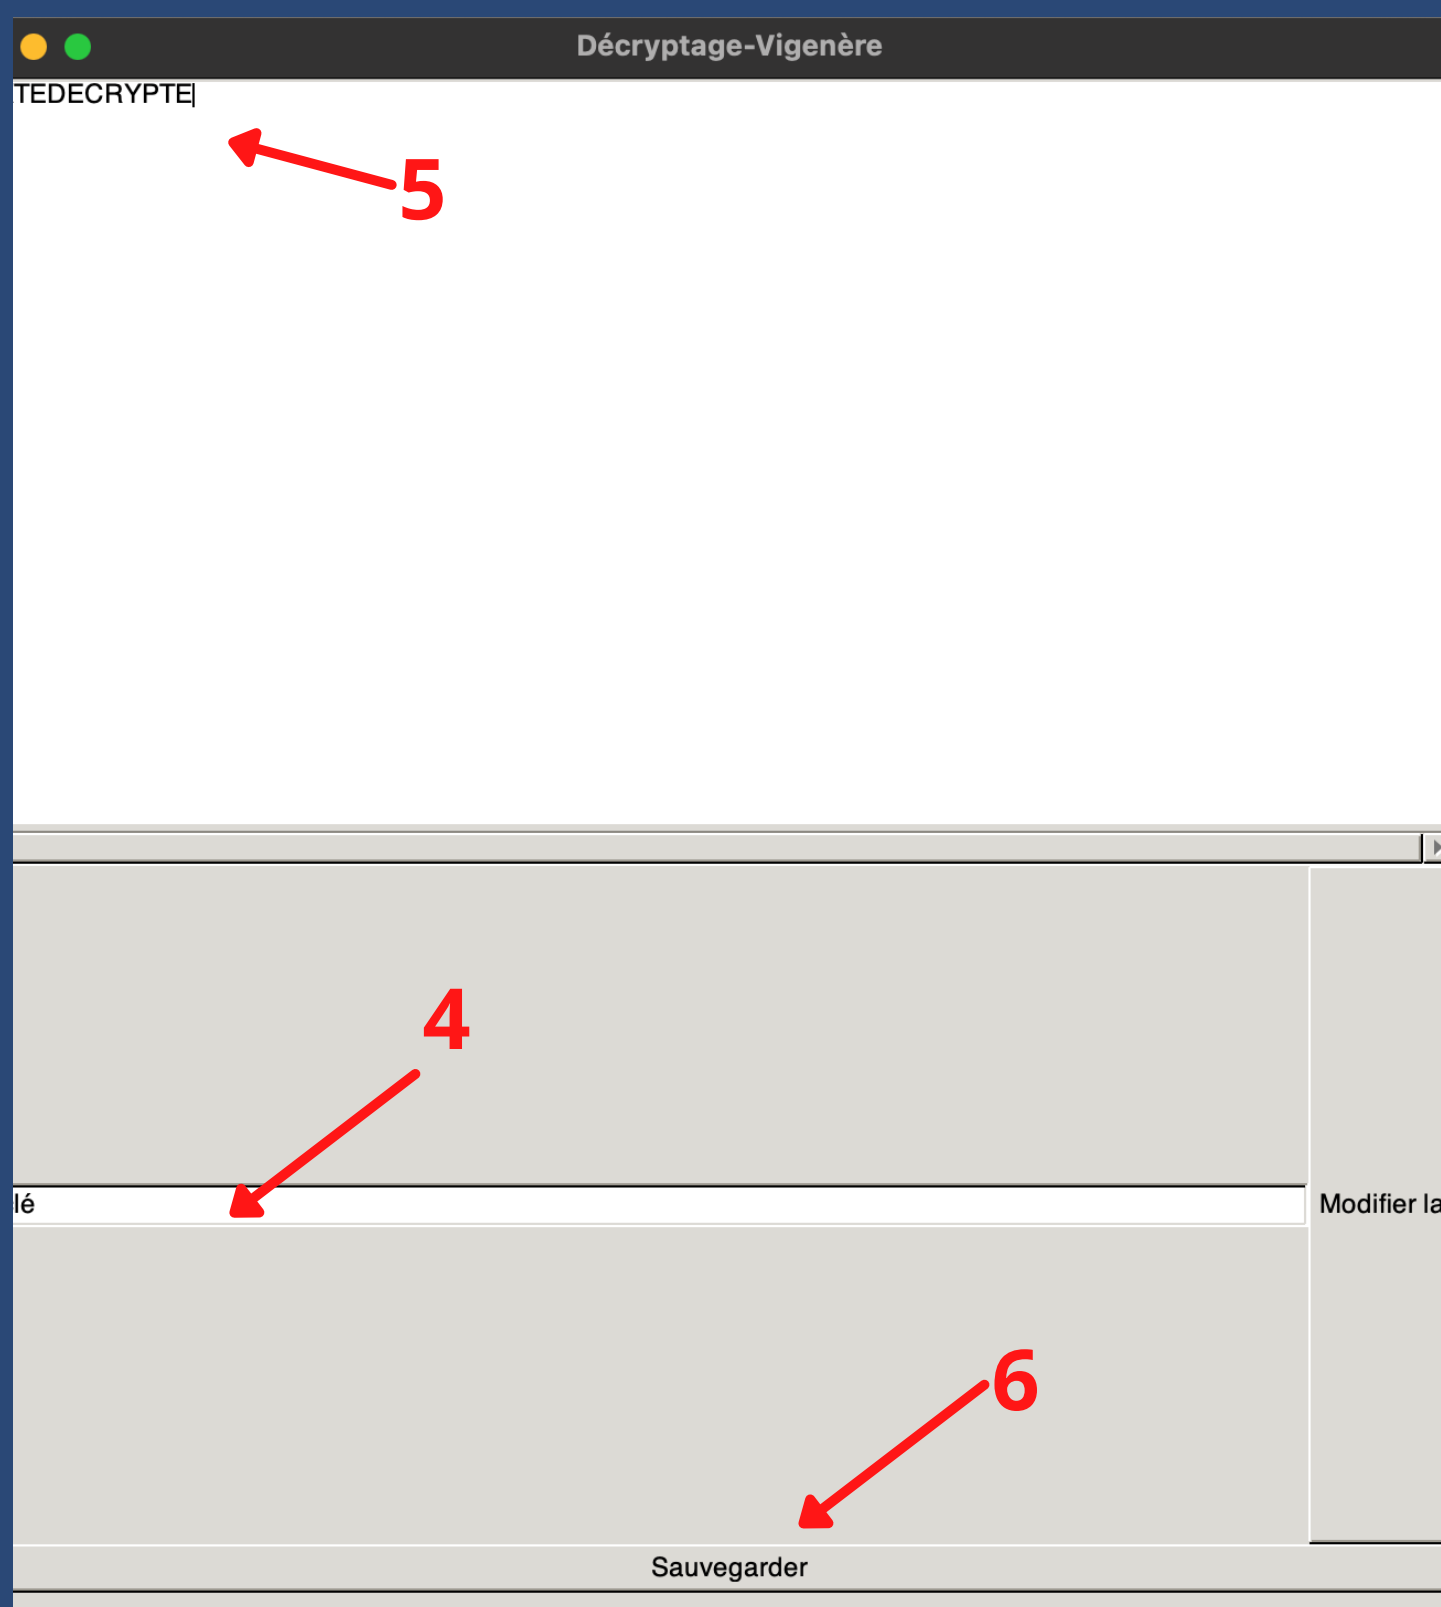 Décryptage-Vigenère
TEDECRYPTE
5
4
lé
Modifier la
6
Sauvegarder